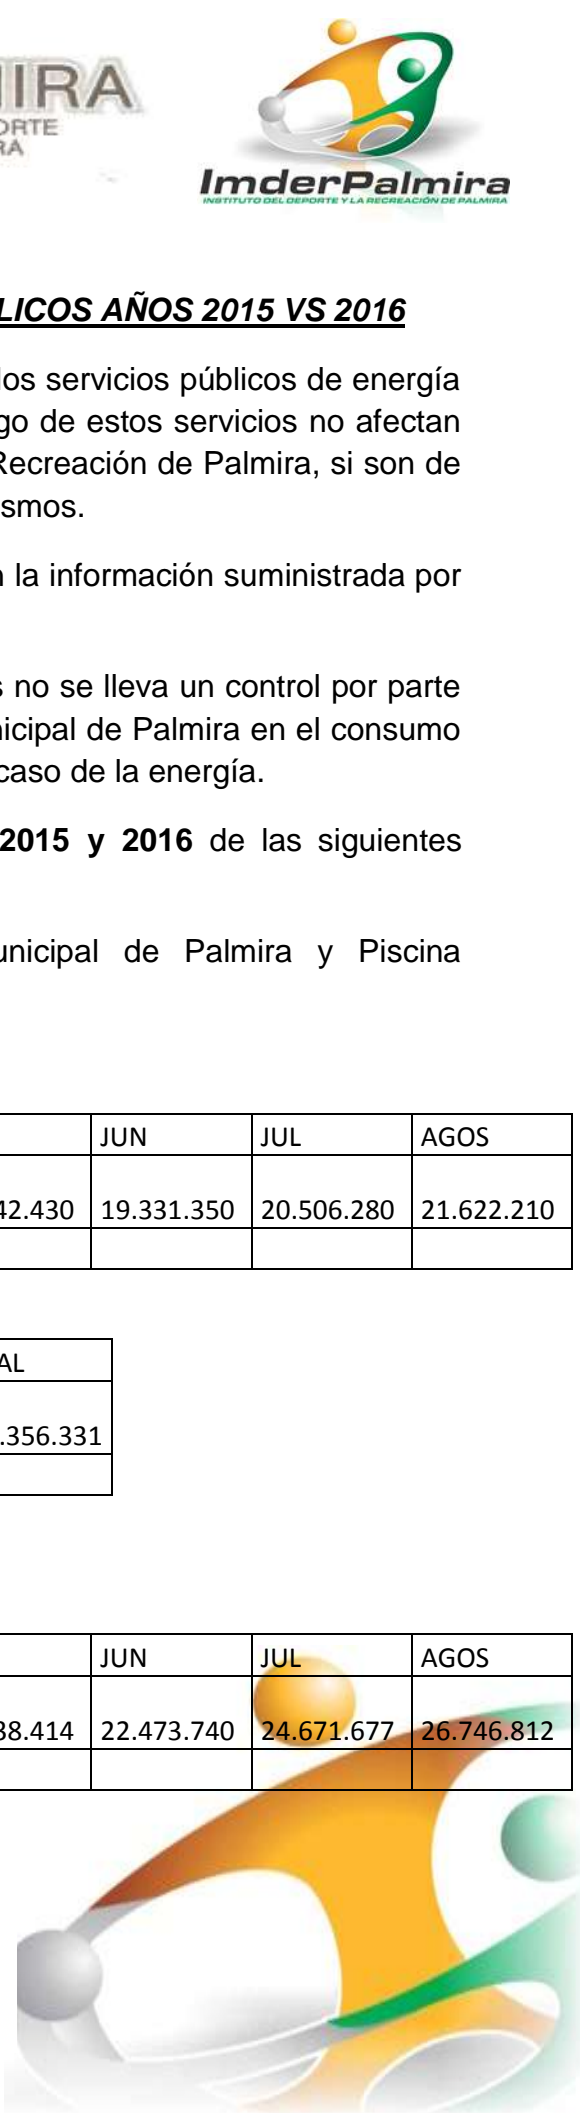 MIRA
ORTE
RA
ImderPalmira
INSTITUTO DEL DEPORTE Y LA RECREACIÓN DE PALMIRA
LICOS AÑOS 2015 VS 2016
los servicios públicos de energía
go de estos servicios no afectan
Recreación de Palmira, si son de
smos.
n la información suministrada por
s no se lleva un control por parte
nicipal de Palmira en el consumo
caso de la energía.
2015 y 2016 de las siguientes
unicipal de Palmira y Piscina
JUN JUL AGOS
42.430 19.331.350 20.506.280 21.622.210
AL
.356.331
JUN JUL AGOS
38.414 22.473.740 24.671.677 26.746.812